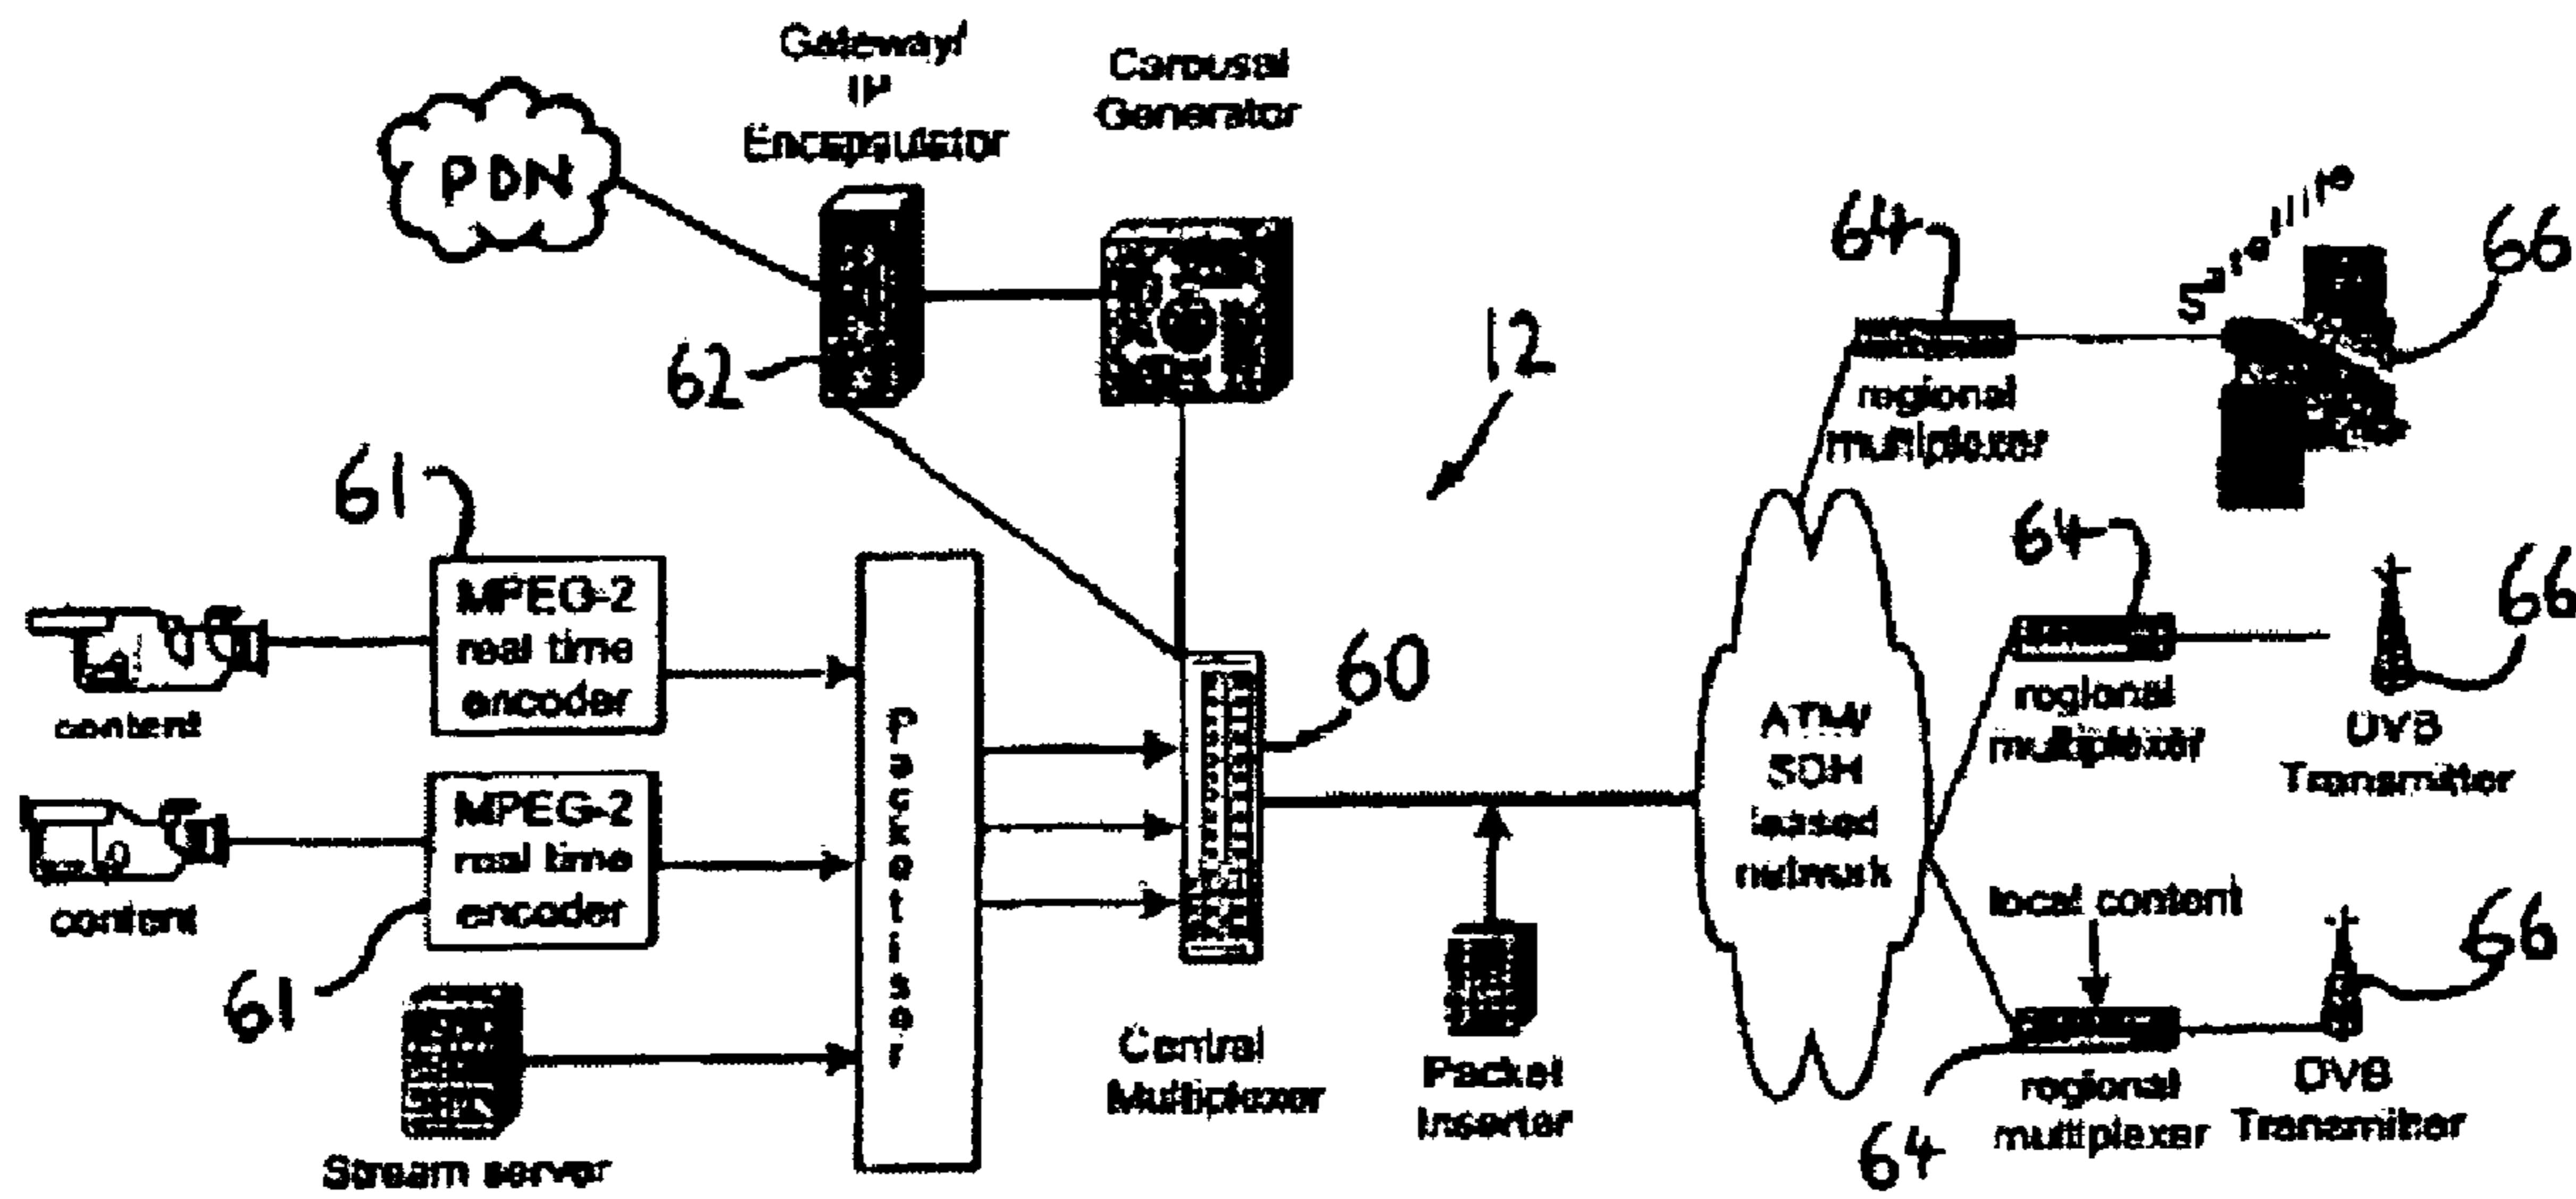 Gateway/
IP
Encapsulator
Carousal
Generator
PDN
62
12
64
Satellite
66
regional
multiplexer
61
MPEG-2
real time
encoder
content
MPEG-2
real time
encoder
content
61
Stream server
Packetiser
60
Central
Multiplexer
Packet
Inserter
ATM/
SDH
leased
network
64
regional
multiplexer
66
DVB
Transmitter
local content
64
regional
multiplexer
66
DVB
Transmitter